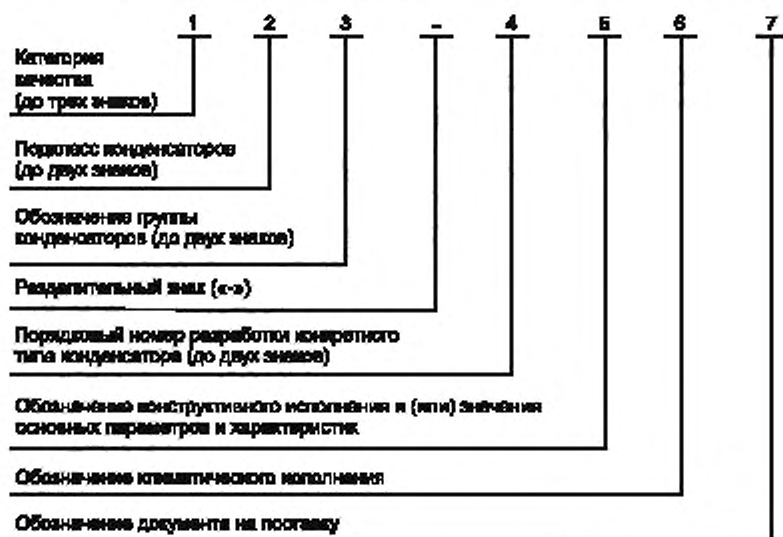 1 2 3 – 4 5 6 7
Категория
качества
(до трех знаков)
Подкласс конденсаторов
(до двух знаков)
Обозначение группы
конденсаторов (до двух знаков)
Разделительный знак («-»)
Порядковый номер разработки конкретного
типа конденсатора (до двух знаков)
Обозначение конструктивного исполнения и (или) значения
основных параметров и характеристик
Обозначение климатического исполнения
Обозначение документа на поставку